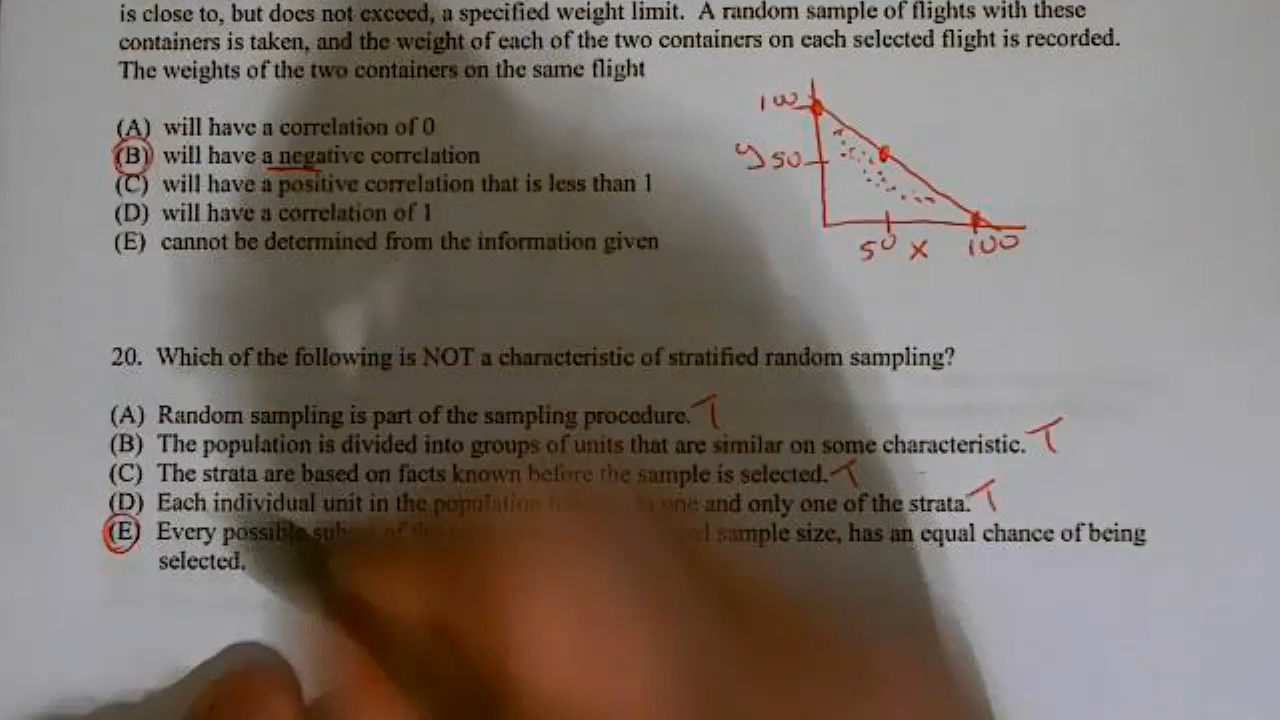 is close to, but does not exceed, a specified weight limit. A random sample of flights with these
containers is taken, and the weight of each of the two containers on each selected flight is recorded.
The weights of the two containers on the same flight
(A) will have a correlation of 0
(B) will have a negative correlation
(C) will have a positive correlation that is less than 1
(D) will have a correlation of 1
(E) cannot be determined from the information given
100
y 50
50 x 100
20. Which of the following is NOT a characteristic of stratified random sampling?
(A) Random sampling is part of the sampling procedure. T
(B) The population is divided into groups of units that are similar on some characteristic. T
(C) The strata are based on facts known before the sample is selected. T
(D) Each individual unit in the population one and only one of the strata. T
(E) Every possible subset of the sample size, has an equal chance of being
selected.